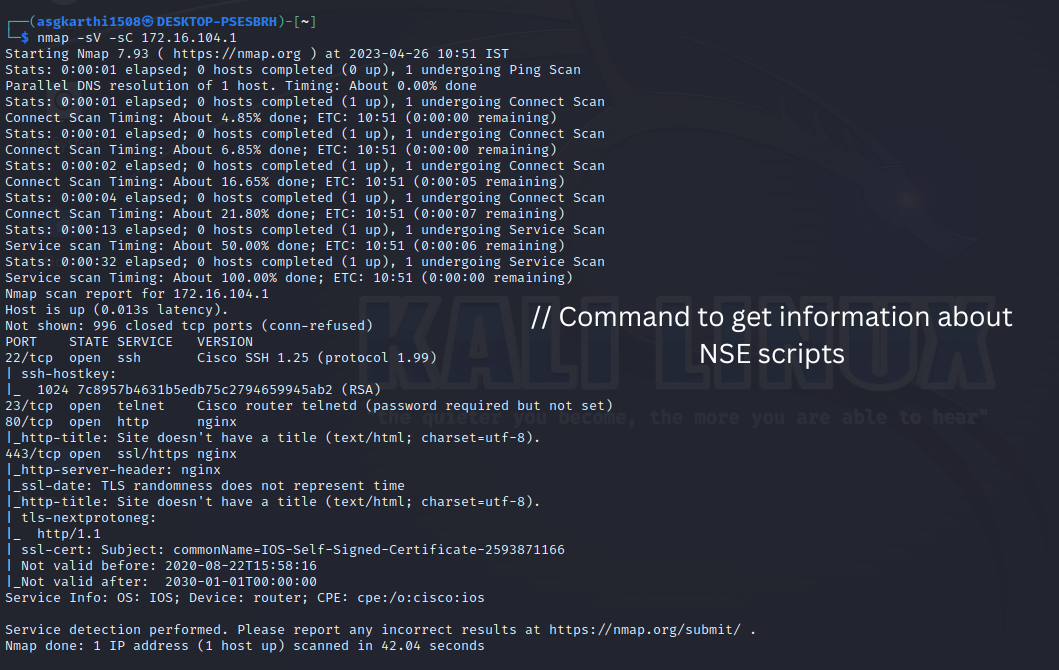 ┌──(asgkarthi1508㉿DESKTOP-PSESBRH)-[~]
└─$ nmap -sV -sC 172.16.104.1
Starting Nmap 7.93 ( https://nmap.org ) at 2023-04-26 10:51 IST
Stats: 0:00:01 elapsed; 0 hosts completed (0 up), 1 undergoing Ping Scan
Parallel DNS resolution of 1 host. Timing: About 0.00% done
Stats: 0:00:01 elapsed; 0 hosts completed (1 up), 1 undergoing Connect Scan
Connect Scan Timing: About 4.85% done; ETC: 10:51 (0:00:00 remaining)
Stats: 0:00:01 elapsed; 0 hosts completed (1 up), 1 undergoing Connect Scan
Connect Scan Timing: About 6.85% done; ETC: 10:51 (0:00:00 remaining)
Stats: 0:00:02 elapsed; 0 hosts completed (1 up), 1 undergoing Connect Scan
Connect Scan Timing: About 16.65% done; ETC: 10:51 (0:00:05 remaining)
Stats: 0:00:04 elapsed; 0 hosts completed (1 up), 1 undergoing Connect Scan
Connect Scan Timing: About 21.80% done; ETC: 10:51 (0:00:07 remaining)
Stats: 0:00:13 elapsed; 0 hosts completed (1 up), 1 undergoing Service Scan
Service scan Timing: About 50.00% done; ETC: 10:51 (0:00:06 remaining)
Stats: 0:00:32 elapsed; 0 hosts completed (1 up), 1 undergoing Service Scan
Service scan Timing: About 100.00% done; ETC: 10:51 (0:00:00 remaining)
Nmap scan report for 172.16.104.1
Host is up (0.013s latency).
Not shown: 996 closed tcp ports (conn-refused)
PORT    STATE SERVICE   VERSION
22/tcp  open  ssh       Cisco SSH 1.25 (protocol 1.99)
| ssh-hostkey:
|_  1024 7c8957b4631b5edb75c2794659945ab2 (RSA)
23/tcp  open  telnet    Cisco router telnetd (password required but not set)
80/tcp  open  http      nginx
|_http-title: Site doesn't have a title (text/html; charset=utf-8).
443/tcp open  ssl/https nginx
|_http-server-header: nginx
|_ssl-date: TLS randomness does not represent time
|_http-title: Site doesn't have a title (text/html; charset=utf-8).
| tls-nextprotoneg:
|_  http/1.1
| ssl-cert: Subject: commonName=IOS-Self-Signed-Certificate-2593871166
| Not valid before: 2020-08-22T15:58:16
|_Not valid after:  2030-01-01T00:00:00
Service Info: OS: IOS; Device: router; CPE: cpe:/o:cisco:ios
Service detection performed. Please report any incorrect results at https://nmap.org/submit/ .
Nmap done: 1 IP address (1 host up) scanned in 42.04 seconds
// Command to get information about
NSE scripts
KALI LINUX
"the quieter you become, the more you are able to hear"